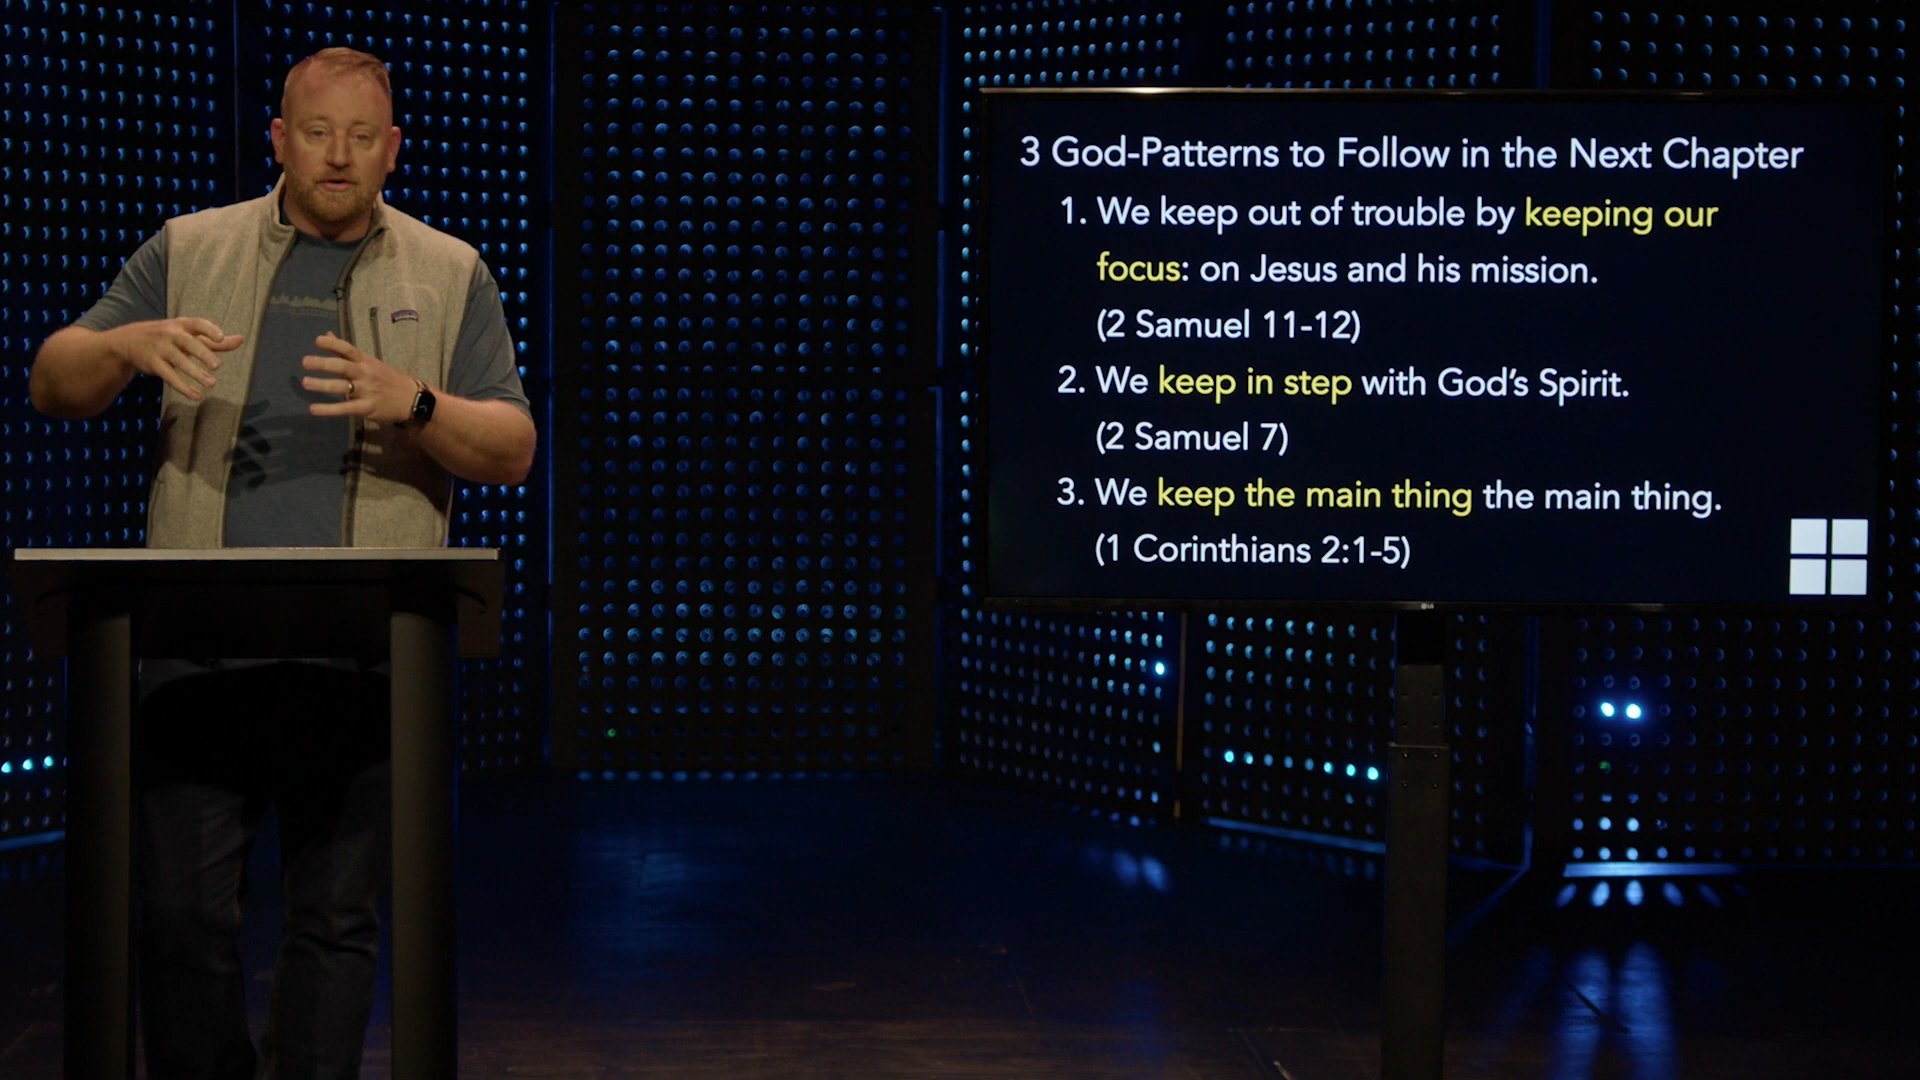 3 God-Patterns to Follow in the Next Chapter
1. We keep out of trouble by keeping our
focus: on Jesus and his mission.
(2 Samuel 11-12)
2. We keep in step with God's Spirit.
(2 Samuel 7)
3. We keep the main thing the main thing.
(1 Corinthians 2:1-5)
LG